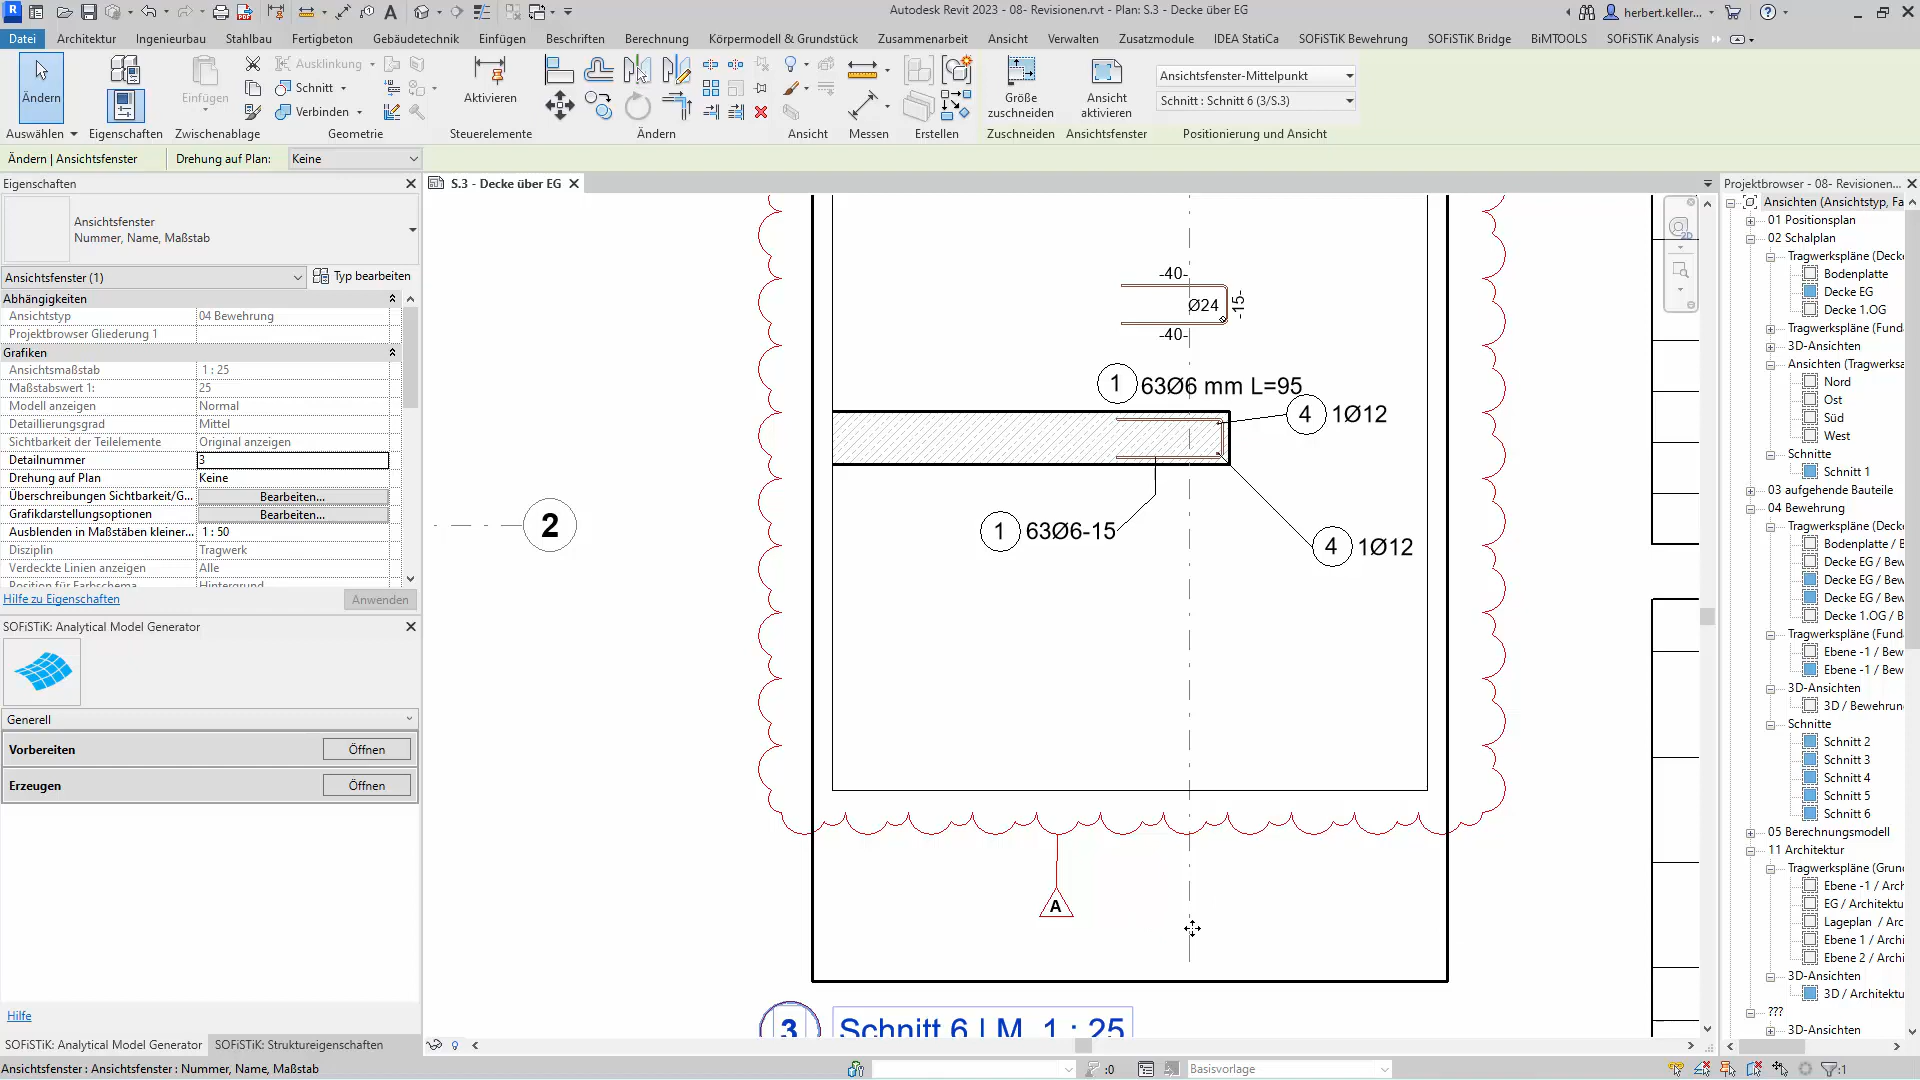 Autodesk Revit 2023 - 08- Revisionen.rvt - Plan: S.3 - Decke über EG
herbert.keller...
Datei
Architektur
Ingenieurbau
Stahlbau
Fertigbeton
Gebäudetechnik
Einfügen
Beschriften
Berechnung
Körpermodell & Grundstück
Zusammenarbeit
Ansicht
Verwalten
Zusatzmodule
IDEA StatiCa
SOFiSTiK Bewehrung
SOFiSTiK Bridge
BiMTOOLS
SOFiSTiK Analysis
Ändern
Einfügen
Ausklinkung
Schnitt
Verbinden
Aktivieren
Größe zuschneiden
Ansicht aktivieren
Ansichtsfenster-Mittelpunkt
Schnitt : Schnitt 6 (3/S.3)
Auswählen
Eigenschaften
Zwischenablage
Geometrie
Steuerelemente
Ändern
Ansicht
Messen
Erstellen
Zuschneiden
Ansichtsfenster
Positionierung und Ansicht
Ändern | Ansichtsfenster
Drehung auf Plan:
Keine
Eigenschaften
Ansichtsfenster
Nummer, Name, Maßstab
Ansichtsfenster (1)
Typ bearbeiten
Abhängigkeiten
Ansichtstyp 04 Bewehrung
Projektbrowser Gliederung 1
Grafiken
Ansichtsmaßstab 1 : 25
Maßstabswert 1: 25
Modell anzeigen Normal
Detaillierungsgrad Mittel
Sichtbarkeit der Teilelemente Original anzeigen
Detailnummer 3
Drehung auf Plan Keine
Überschreibungen Sichtbarkeit/G... Bearbeiten...
Grafikdarstellungsoptionen Bearbeiten...
Ausblenden in Maßstäben kleiner... 1 : 50
Disziplin Tragwerk
Verdeckte Linien anzeigen Alle
Position für Farbschema Hintergrund
Hilfe zu Eigenschaften
Anwenden
SOFiSTiK: Analytical Model Generator
Generell
Vorbereiten Öffnen
Erzeugen Öffnen
Hilfe
SOFiSTiK: Analytical Model Generator
SOFiSTiK: Struktureigenschaften
S.3 - Decke über EG
-40-
Ø24
-15-
-40-
1 63Ø6 mm L=95
4 1Ø12
2
1 63Ø6-15
4 1Ø12
A
3 Schnitt 6 | M 1 : 25
2D
Projektbrowser - 08- Revisionen...
Ansichten (Ansichtstyp, Fa
01 Positionsplan
02 Schalplan
Tragwerkspläne (Decke
Bodenplatte
Decke EG
Decke 1.OG
Tragwerkspläne (Funda
3D-Ansichten
Ansichten (Tragwerksa
Nord
Ost
Süd
West
Schnitte
Schnitt 1
03 aufgehende Bauteile
04 Bewehrung
Tragwerkspläne (Decke
Bodenplatte / B
Decke EG / Bew
Decke EG / Bew
Decke EG / Bew
Decke 1.OG / B
Tragwerkspläne (Funda
Ebene -1 / Bew
Ebene -1 / Bew
3D-Ansichten
3D / Bewehrun
Schnitte
Schnitt 2
Schnitt 3
Schnitt 4
Schnitt 5
Schnitt 6
05 Berechnungsmodell
11 Architektur
Tragwerkspläne (Grund
Ebene -1 / Arch
EG / Architektu
Lageplan / Arc
Ebene 1 / Archi
Ebene 2 / Archi
3D-Ansichten
3D / Architektu
???
3D-Ansichten
Ansichtsfenster : Ansichtsfenster : Nummer, Name, Maßstab
:0
Basisvorlage
:1